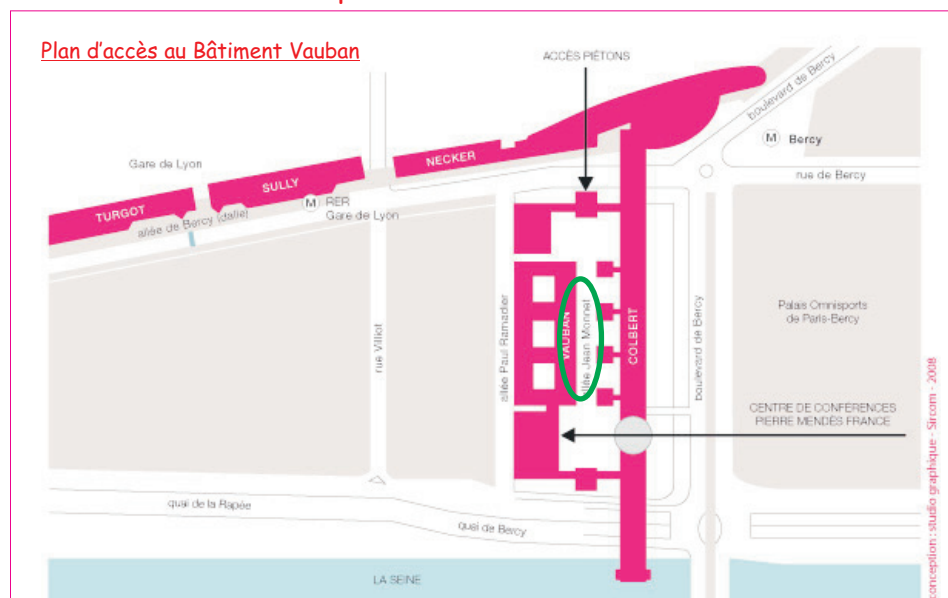 Plan d'accès au Bâtiment Vauban
ACCÈS PIÉTONS
boulevard de Bercy
M Bercy
rue de Bercy
Gare de Lyon
NECKER
SULLY
TURGOT
M RER
Gare de Lyon
allée de Bercy (dalle)
rue Villiot
allée Paul Ramadier
VAUBAN
allée Jean Monnet
COLBERT
boulevard de Bercy
Palais Omnisports
de Paris-Bercy
CENTRE DE CONFÉRENCES
PIERRE MENDÈS FRANCE
quai de la Rapée
quai de Bercy
LA SEINE
conception : studio graphique - Sircom - 2008